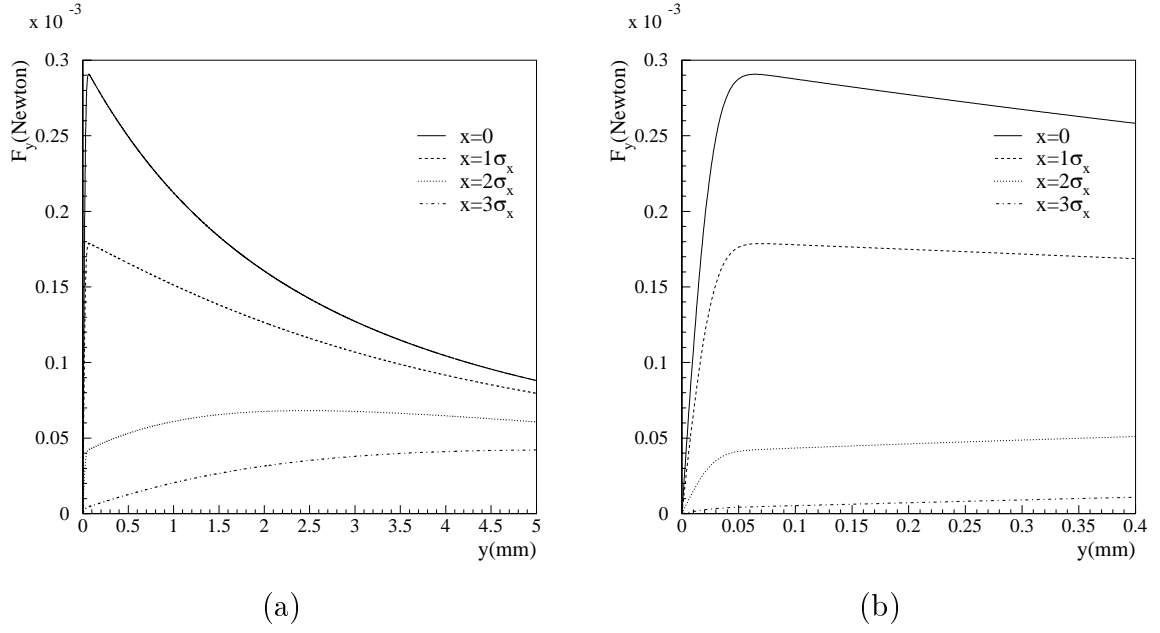 x 10 -3
F_y(Newton)
0.3
0.25
0.2
0.15
0.1
0.05
0
x=0
x=1σ_x
x=2σ_x
x=3σ_x
0 0.5 1 1.5 2 2.5 3 3.5 4 4.5 5
y(mm)
(a)
x 10 -3
F_y(Newton)
0.3
0.25
0.2
0.15
0.1
0.05
0
x=0
x=1σ_x
x=2σ_x
x=3σ_x
0 0.05 0.1 0.15 0.2 0.25 0.3 0.35 0.4
y(mm)
(b)